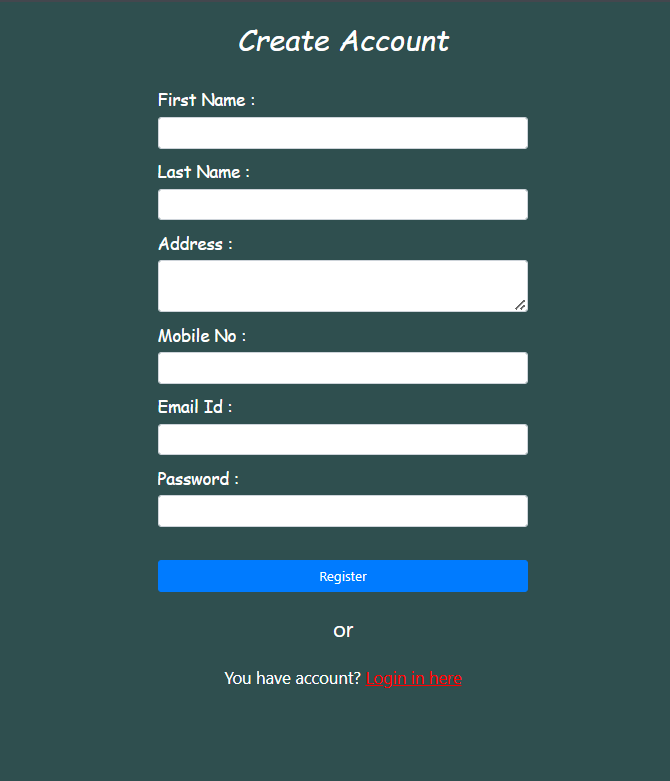 Create Account
First Name :
Last Name :
Address :
Mobile No :
Email Id :
Password :
Register
or
You have account? Login in here